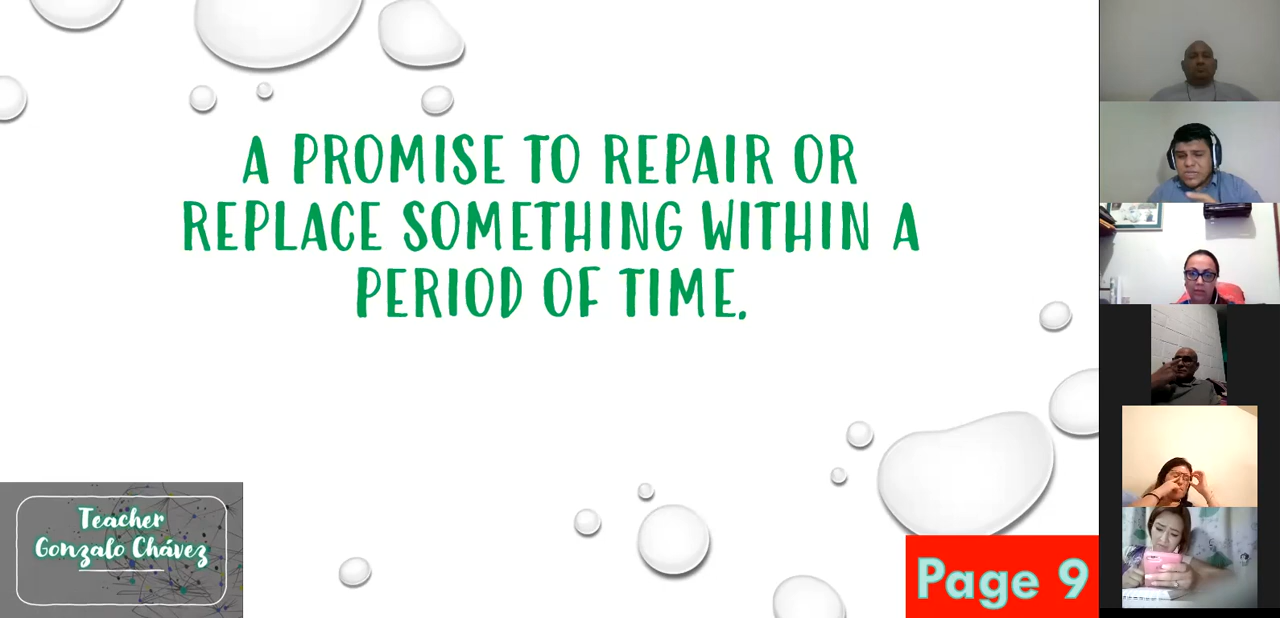 A PROMISE TO REPAIR OR
REPLACE SOMETHING WITHIN A
PERIOD OF TIME.
Teacher
Gonzalo Chávez
Page 9